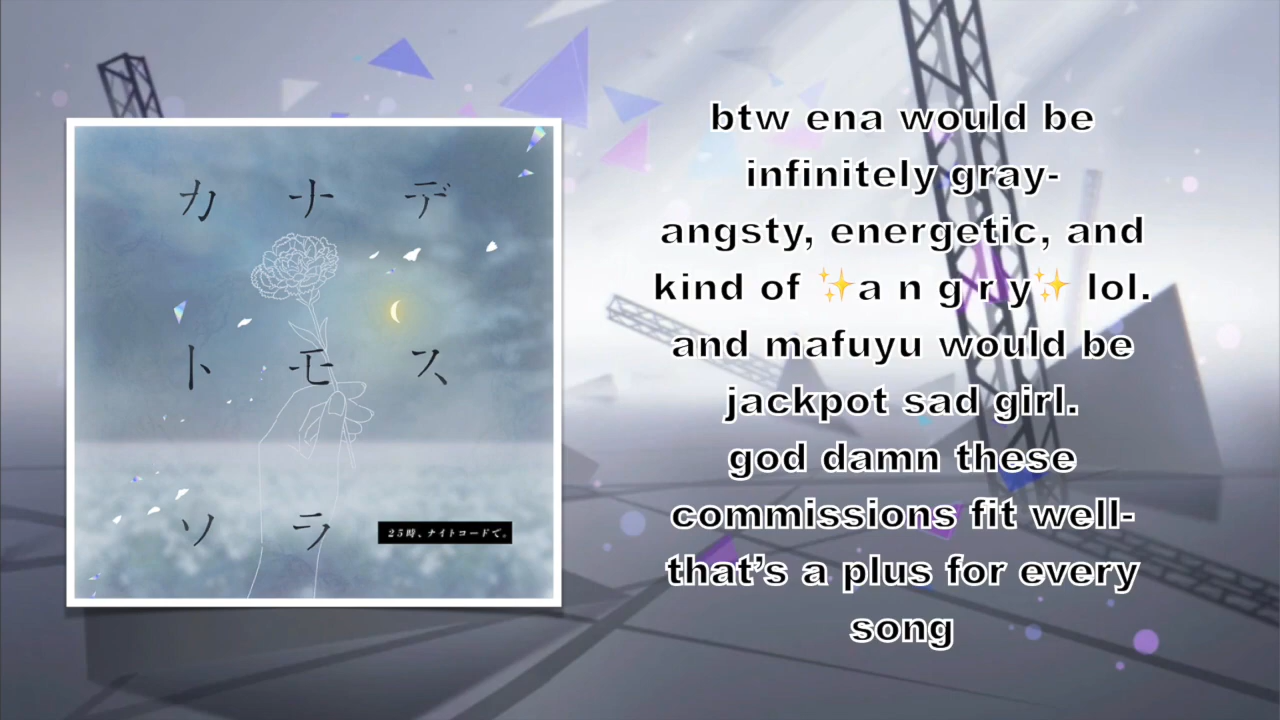 カナデ
トモス
ソラ
25時、ナイトコードで。
btw ena would be
infinitely gray-
angsty, energetic, and
kind of ✨a n g r y✨ lol.
and mafuyu would be
jackpot sad girl.
god damn these
commissions fit well-
that’s a plus for every
song